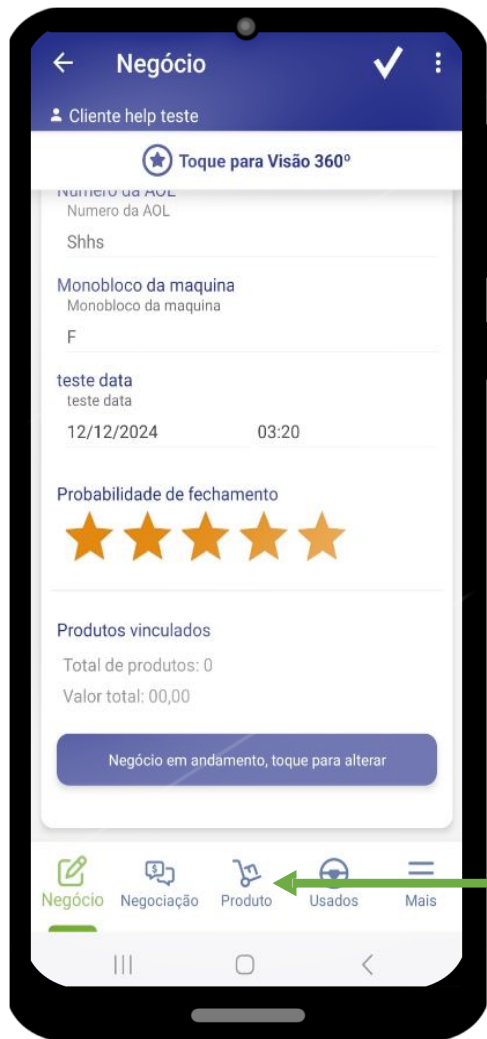 Negócio
Cliente help teste
Toque para Visão 360º
Numero da AOL
Numero da AOL
Shhs
Monobloco da maquina
Monobloco da maquina
F
teste data
teste data
12/12/2024 03:20
Probabilidade de fechamento
Produtos vinculados
Total de produtos: 0
Valor total: 00,00
Negócio em andamento, toque para alterar
Negócio Negociação Produto Usados Mais